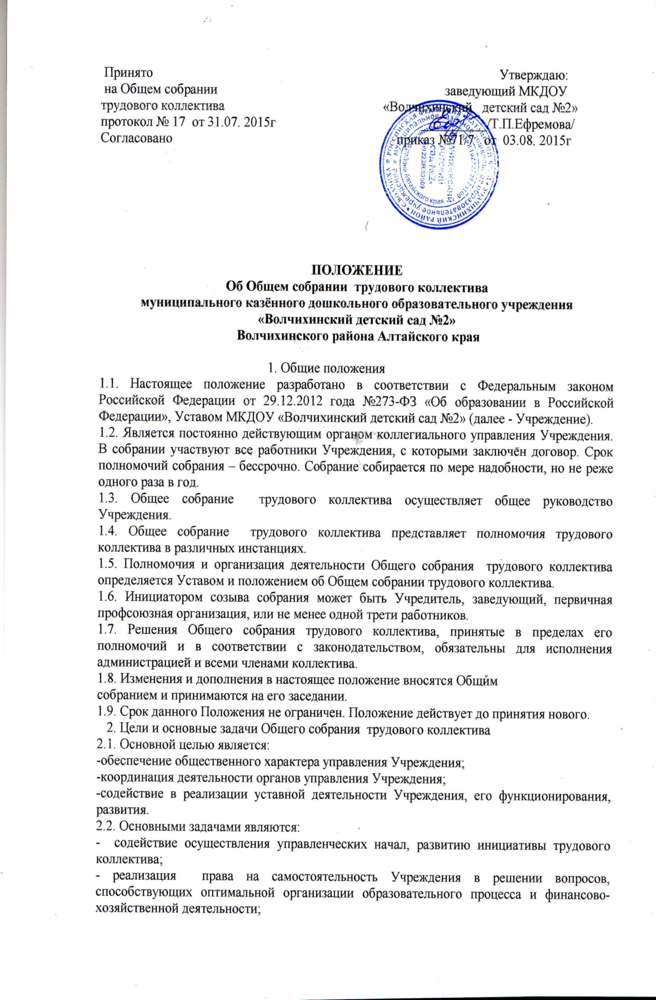 Принято
на Общем собрании
трудового коллектива
протокол № 17 от 31.07. 2015г
Согласовано
Утверждаю:
заведующий МКДОУ
«Волчихинский детский сад №2»
/Т.П.Ефремова/
приказ №71/7 от 03.08. 2015г
ПОЛОЖЕНИЕ
Об Общем собрании трудового коллектива
муниципального казённого дошкольного образовательного учреждения
«Волчихинский детский сад №2»
Волчихинского района Алтайского края
1. Общие положения
1.1. Настоящее положение разработано в соответствии с Федеральным законом
Российской Федерации от 29.12.2012 года №273-ФЗ «Об образовании в Российской
Федерации», Уставом МКДОУ «Волчихинский детский сад №2» (далее - Учреждение).
1.2. Является постоянно действующим органом коллегиального управления Учреждения.
В собрании участвуют все работники Учреждения, с которыми заключён договор. Срок
полномочий собрания – бессрочно. Собрание собирается по мере надобности, но не реже
одного раза в год.
1.3. Общее собрание трудового коллектива осуществляет общее руководство
Учреждения.
1.4. Общее собрание трудового коллектива представляет полномочия трудового
коллектива в различных инстанциях.
1.5. Полномочия и организация деятельности Общего собрания трудового коллектива
определяется Уставом и положением об Общем собрании трудового коллектива.
1.6. Инициатором созыва собрания может быть Учредитель, заведующий, первичная
профсоюзная организация, или не менее одной трети работников.
1.7. Решения Общего собрания трудового коллектива, принятые в пределах его
полномочий и в соответствии с законодательством, обязательны для исполнения
администрацией и всеми членами коллектива.
1.8. Изменения и дополнения в настоящее положение вносятся Общим
собранием и принимаются на его заседании.
1.9. Срок данного Положения не ограничен. Положение действует до принятия нового.
2. Цели и основные задачи Общего собрания трудового коллектива
2.1. Основной целью является:
-обеспечение общественного характера управления Учреждения;
-координация деятельности органов управления Учреждения;
-содействие в реализации уставной деятельности Учреждения, его функционирования,
развития.
2.2. Основными задачами являются:
- содействие осуществления управленческих начал, развитию инициативы трудового
коллектива;
- реализация права на самостоятельность Учреждения в решении вопросов,
способствующих оптимальной организации образовательного процесса и финансово-
хозяйственной деятельности;